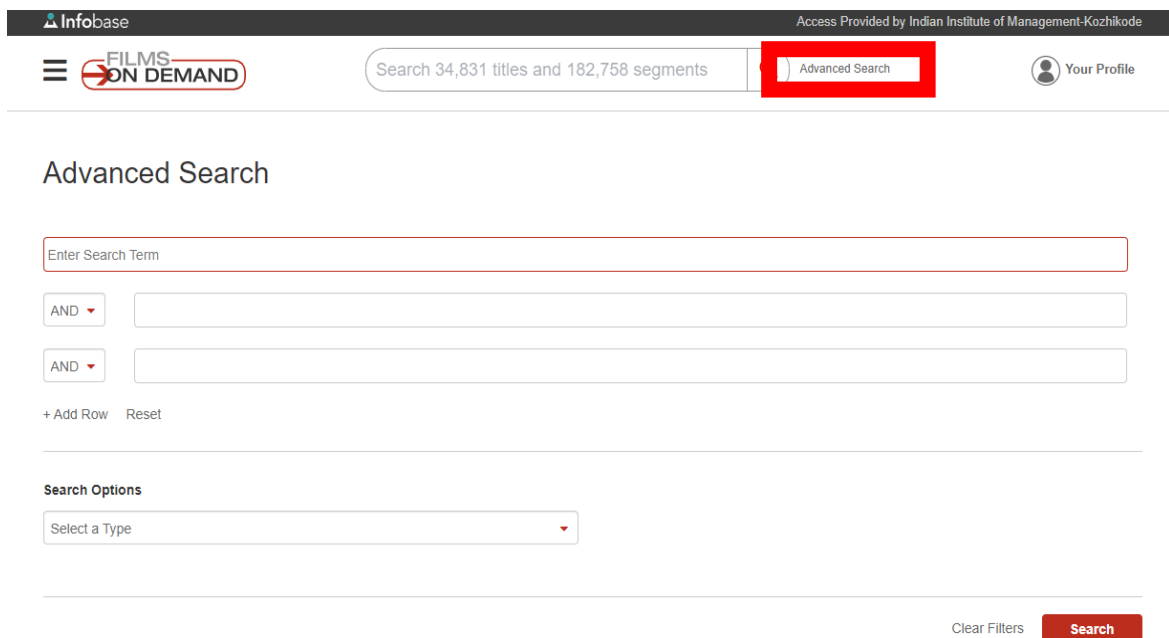 Infobase
Access Provided by Indian Institute of Management-Kozhikode
FILMS
ON DEMAND
Search 34,831 titles and 182,758 segments
Advanced Search
Your Profile
Advanced Search
Enter Search Term
AND
AND
+ Add Row Reset
Search Options
Select a Type
Clear Filters Search